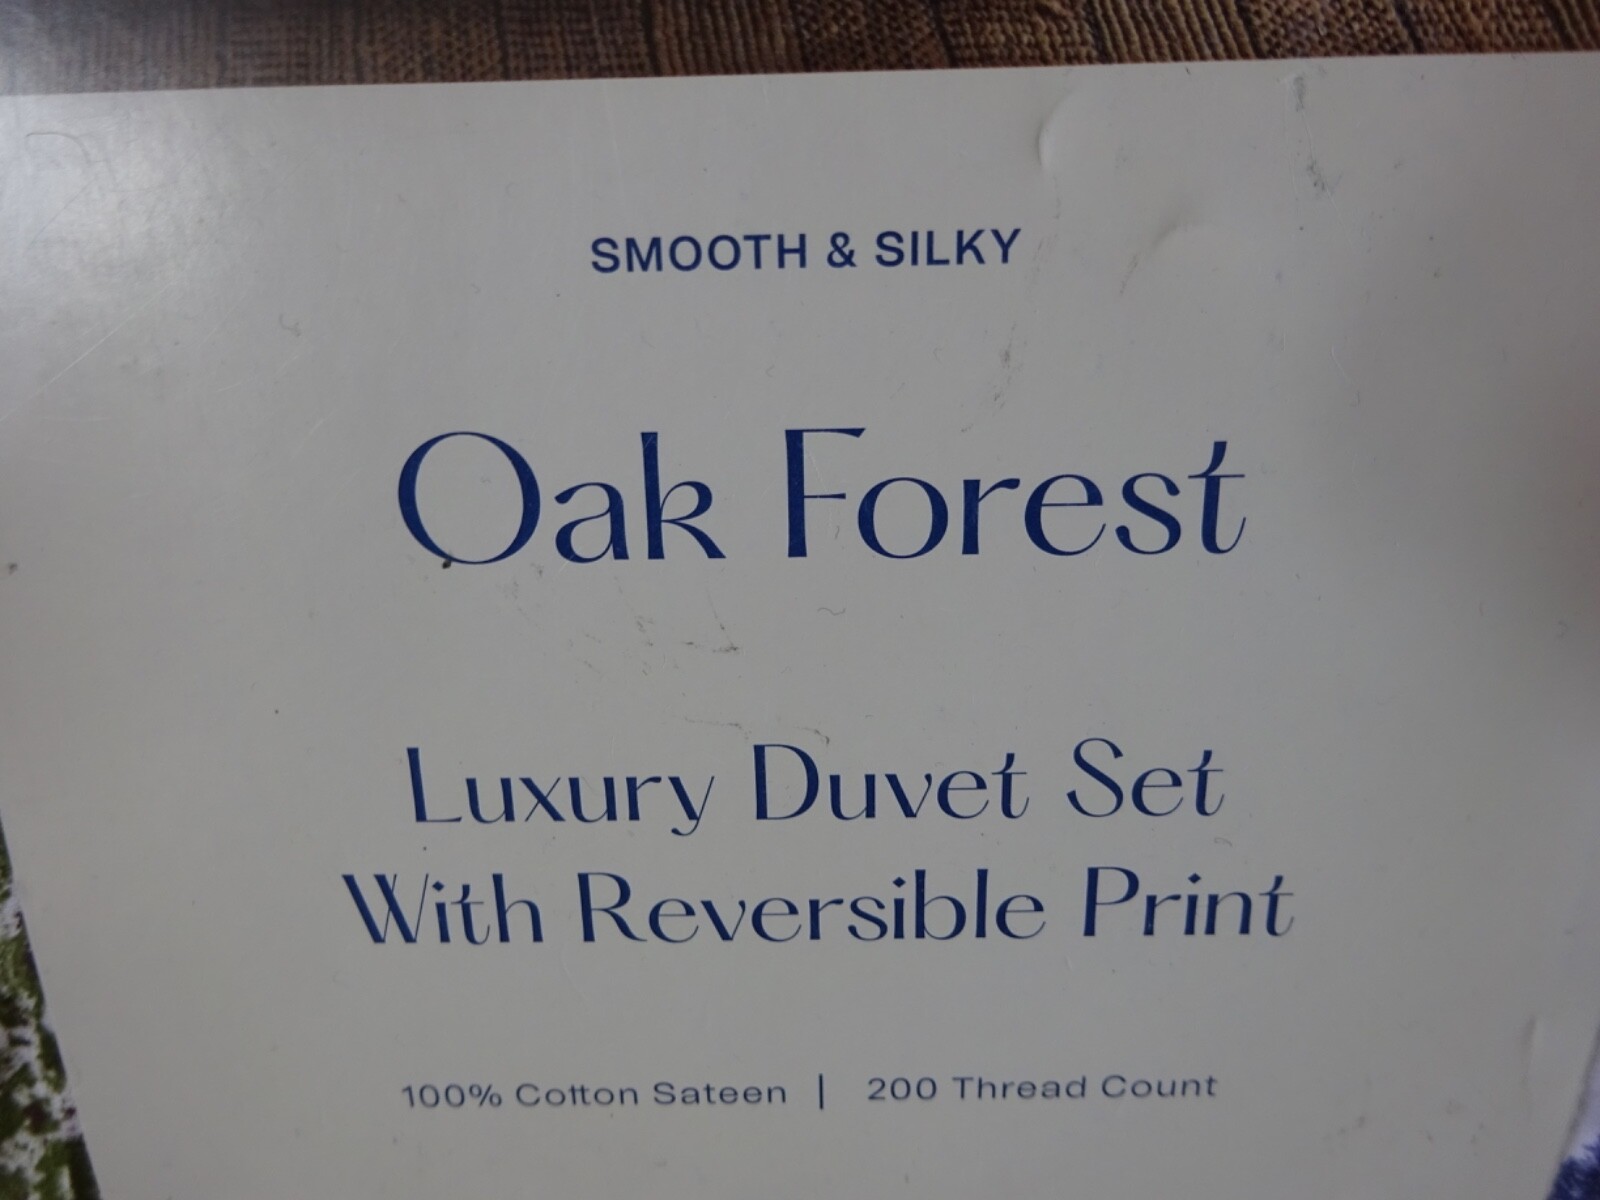 SMOOTH & SILKY
Oak Forest
Luxury Duvet Set
With Reversible Print
100% Cotton Sateen | 200 Thread Count